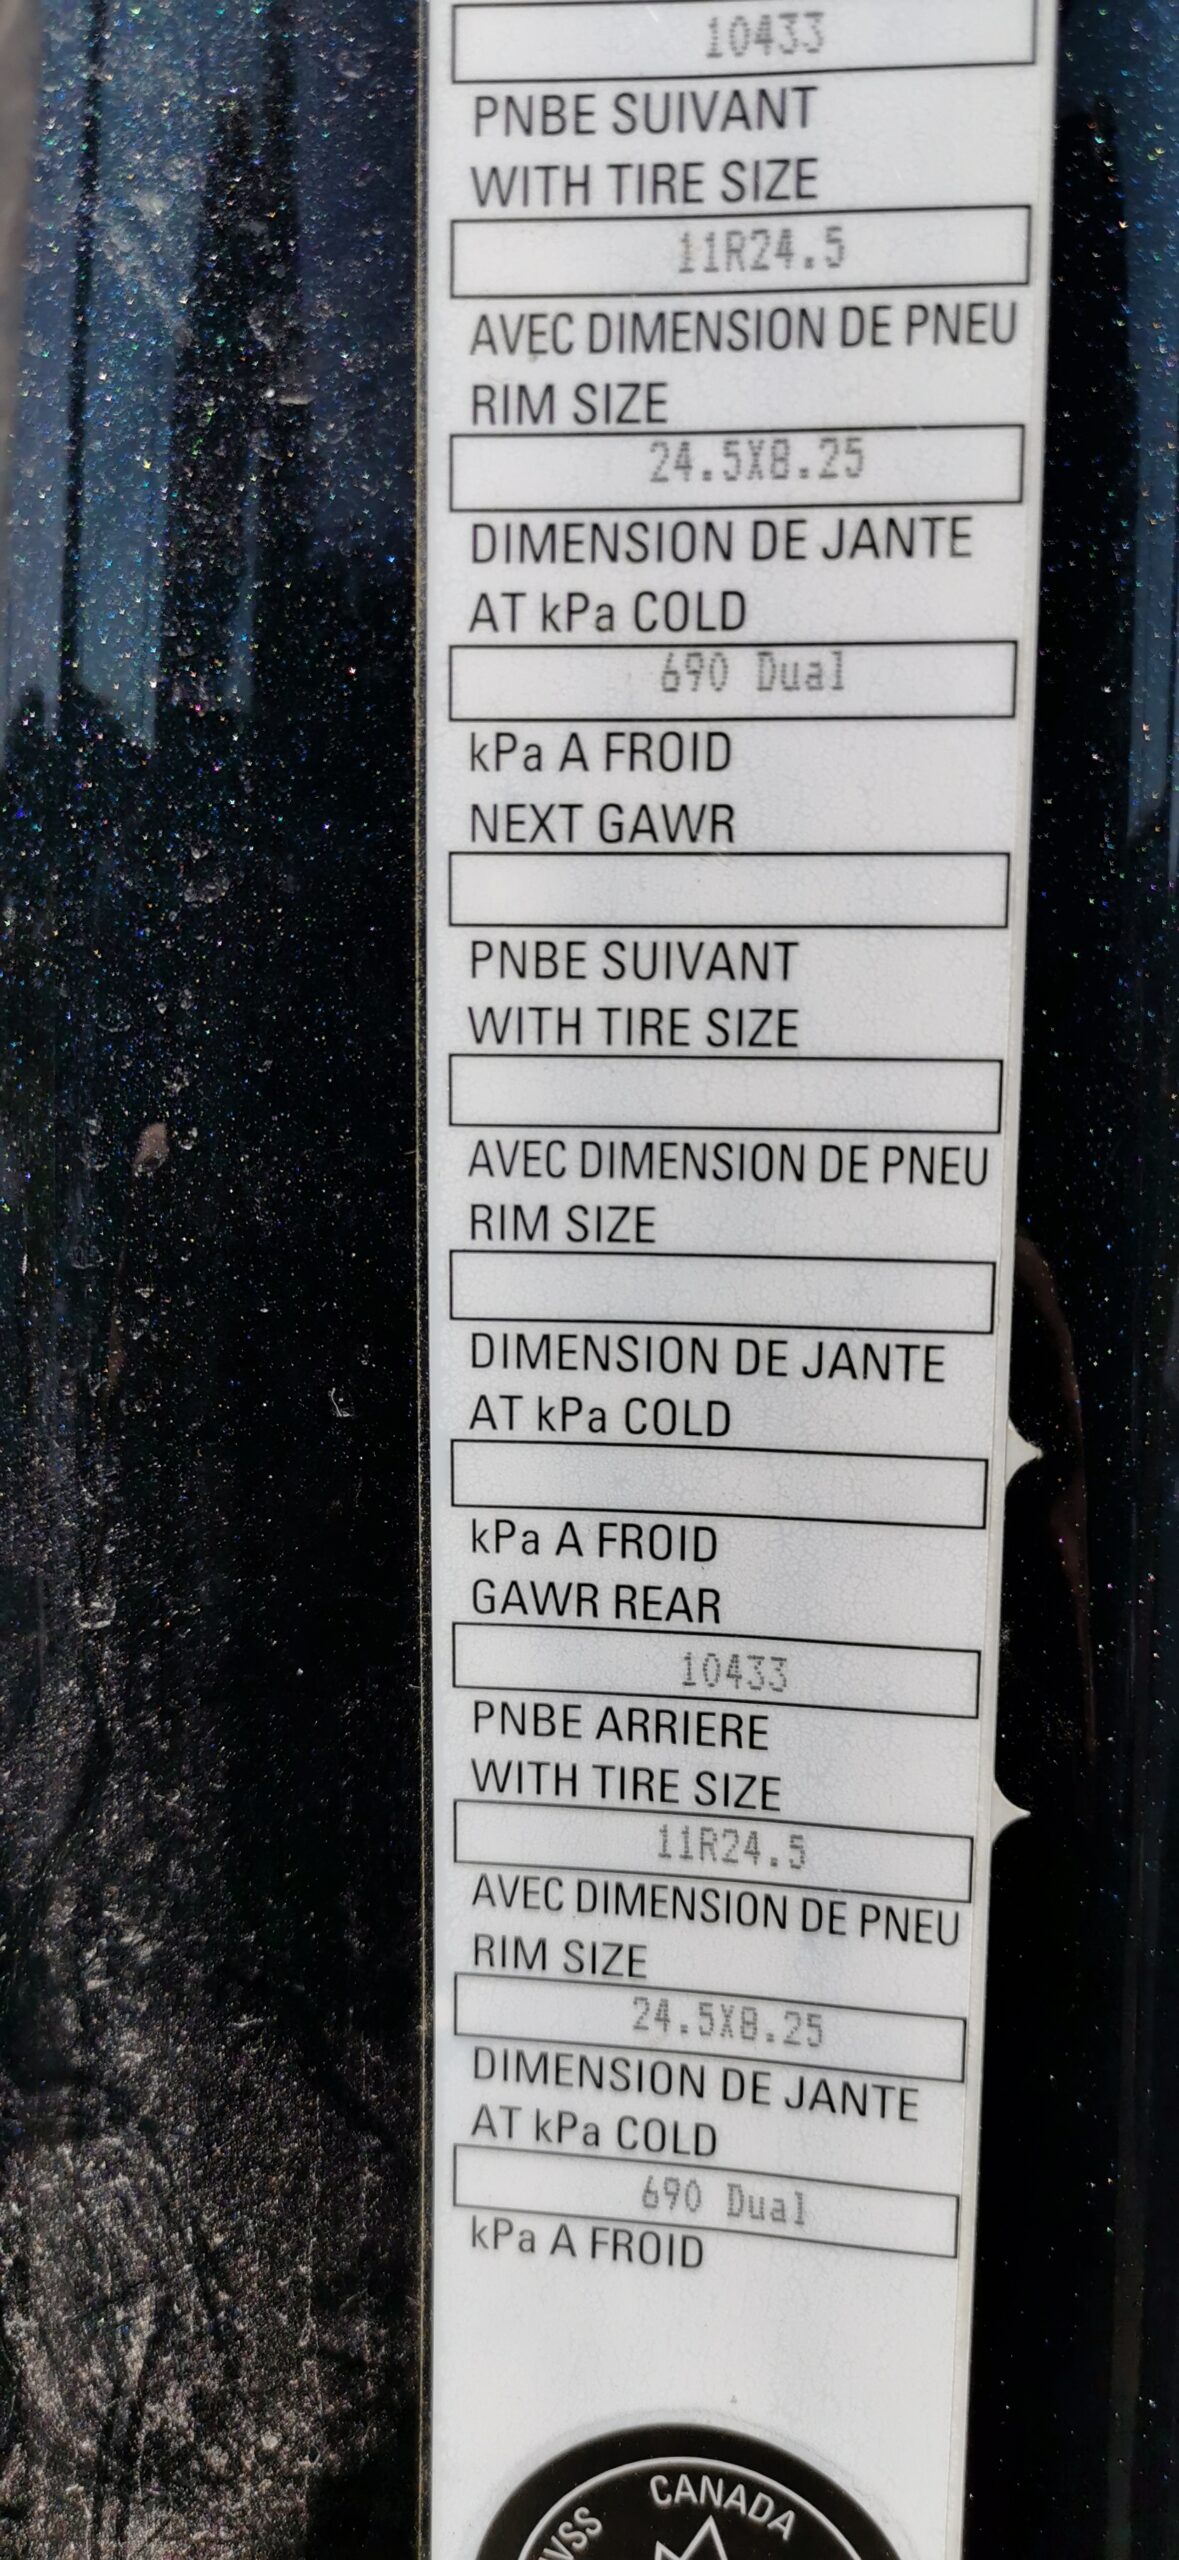 10433
PNBE SUIVANT
WITH TIRE SIZE
11R24.5
AVEC DIMENSION DE PNEU
RIM SIZE
24.5X8.25
DIMENSION DE JANTE
AT kPa COLD
690 Dual
kPa A FROID
NEXT GAWR
PNBE SUIVANT
WITH TIRE SIZE
AVEC DIMENSION DE PNEU
RIM SIZE
DIMENSION DE JANTE
AT kPa COLD
kPa A FROID
GAWR REAR
10433
PNBE ARRIERE
WITH TIRE SIZE
11R24.5
AVEC DIMENSION DE PNEU
RIM SIZE
24.5X8.25
DIMENSION DE JANTE
AT kPa COLD
690 Dual
kPa A FROID
CANADA